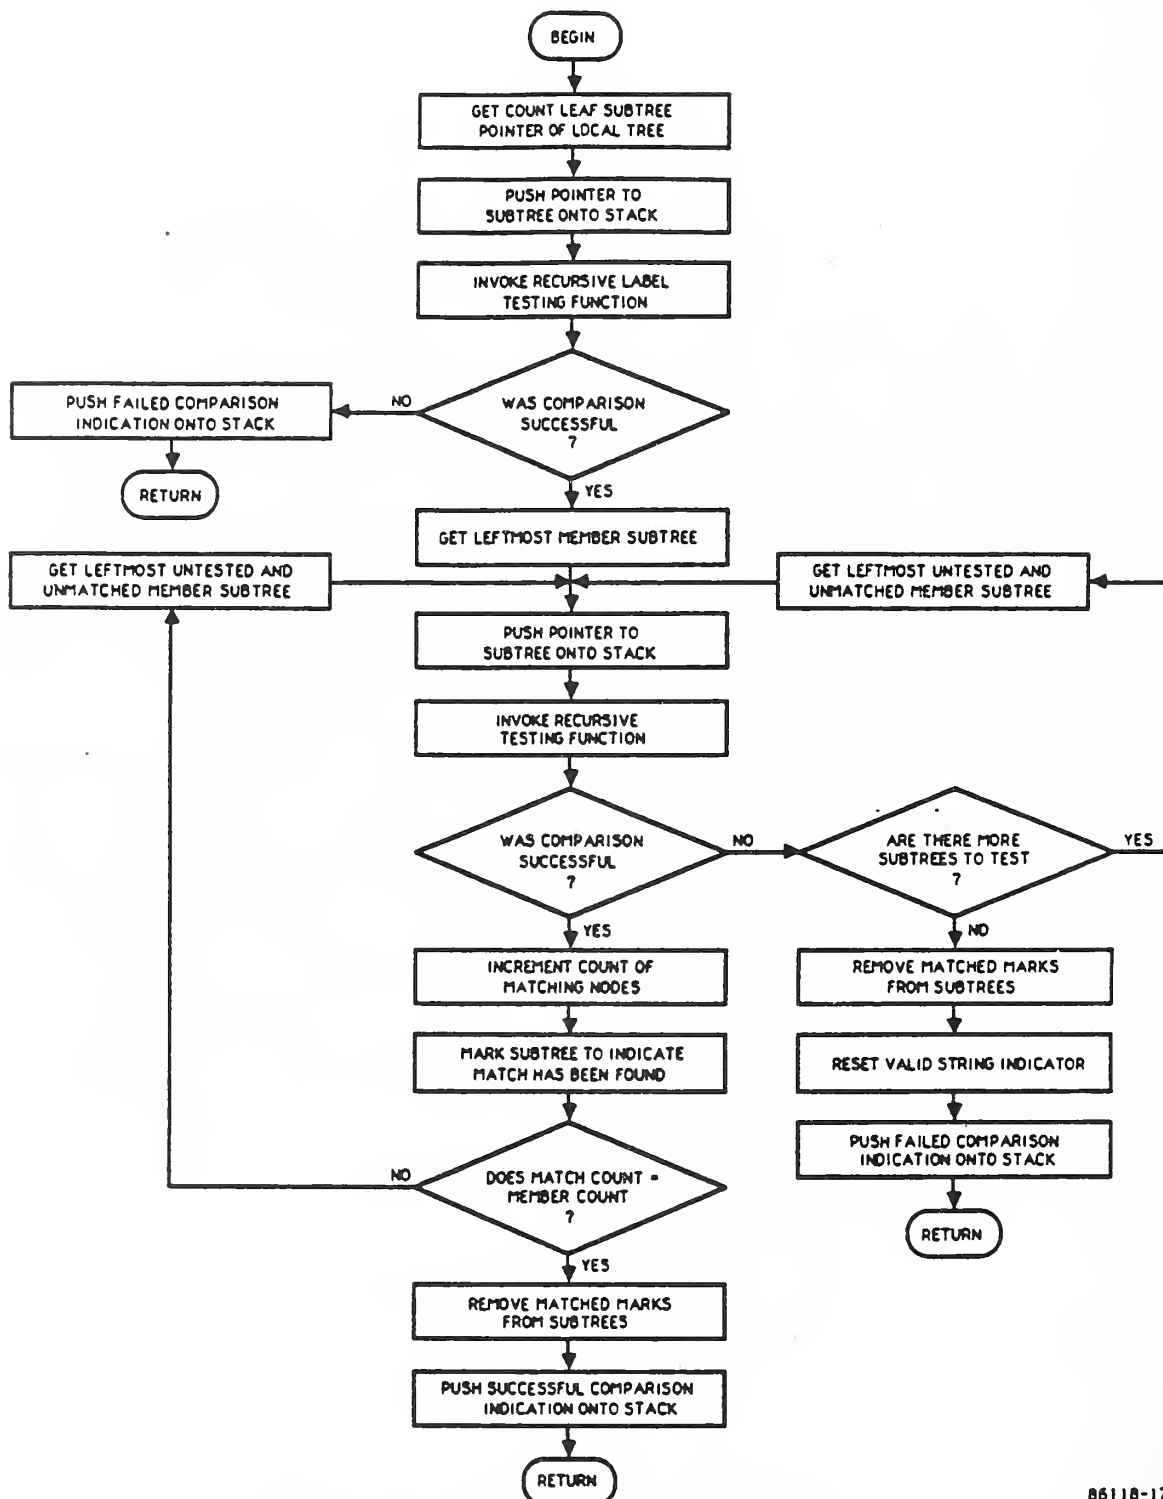 BEGIN
GET COUNT LEAF SUBTREE
POINTER OF LOCAL TREE
PUSH POINTER TO
SUBTREE ONTO STACK
INVOKE RECURSIVE LABEL
TESTING FUNCTION
WAS COMPARISON
SUCCESSFUL
?
NO
PUSH FAILED COMPARISON
INDICATION ONTO STACK
RETURN
YES
GET LEFTMOST MEMBER SUBTREE
GET LEFTMOST UNTESTED AND
UNMATCHED MEMBER SUBTREE
GET LEFTMOST UNTESTED AND
UNMATCHED MEMBER SUBTREE
PUSH POINTER TO
SUBTREE ONTO STACK
INVOKE RECURSIVE
TESTING FUNCTION
WAS COMPARISON
SUCCESSFUL
?
NO
ARE THERE MORE
SUBTREES TO TEST
?
YES
YES
NO
INCREMENT COUNT OF
MATCHING NODES
REMOVE MATCHED MARKS
FROM SUBTREES
MARK SUBTREE TO INDICATE
MATCH HAS BEEN FOUND
RESET VALID STRING INDICATOR
PUSH FAILED COMPARISON
INDICATION ONTO STACK
RETURN
NO
DOES MATCH COUNT =
MEMBER COUNT
?
YES
REMOVE MATCHED MARKS
FROM SUBTREES
PUSH SUCCESSFUL COMPARISON
INDICATION ONTO STACK
RETURN
86118-17